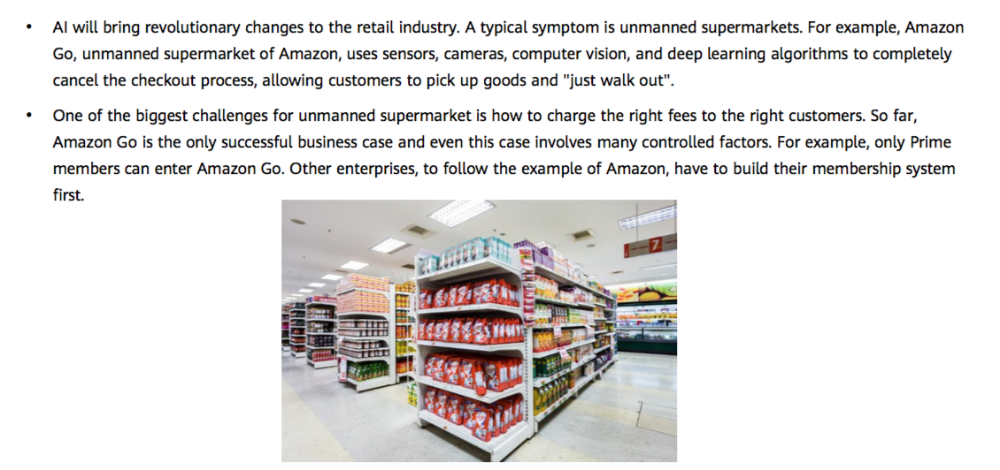 • AI will bring revolutionary changes to the retail industry. A typical symptom is unmanned supermarkets. For example, Amazon
Go, unmanned supermarket of Amazon, uses sensors, cameras, computer vision, and deep learning algorithms to completely
cancel the checkout process, allowing customers to pick up goods and "just walk out".
• One of the biggest challenges for unmanned supermarket is how to charge the right fees to the right customers. So far,
Amazon Go is the only successful business case and even this case involves many controlled factors. For example, only Prime
members can enter Amazon Go. Other enterprises, to follow the example of Amazon, have to build their membership system
first.
7